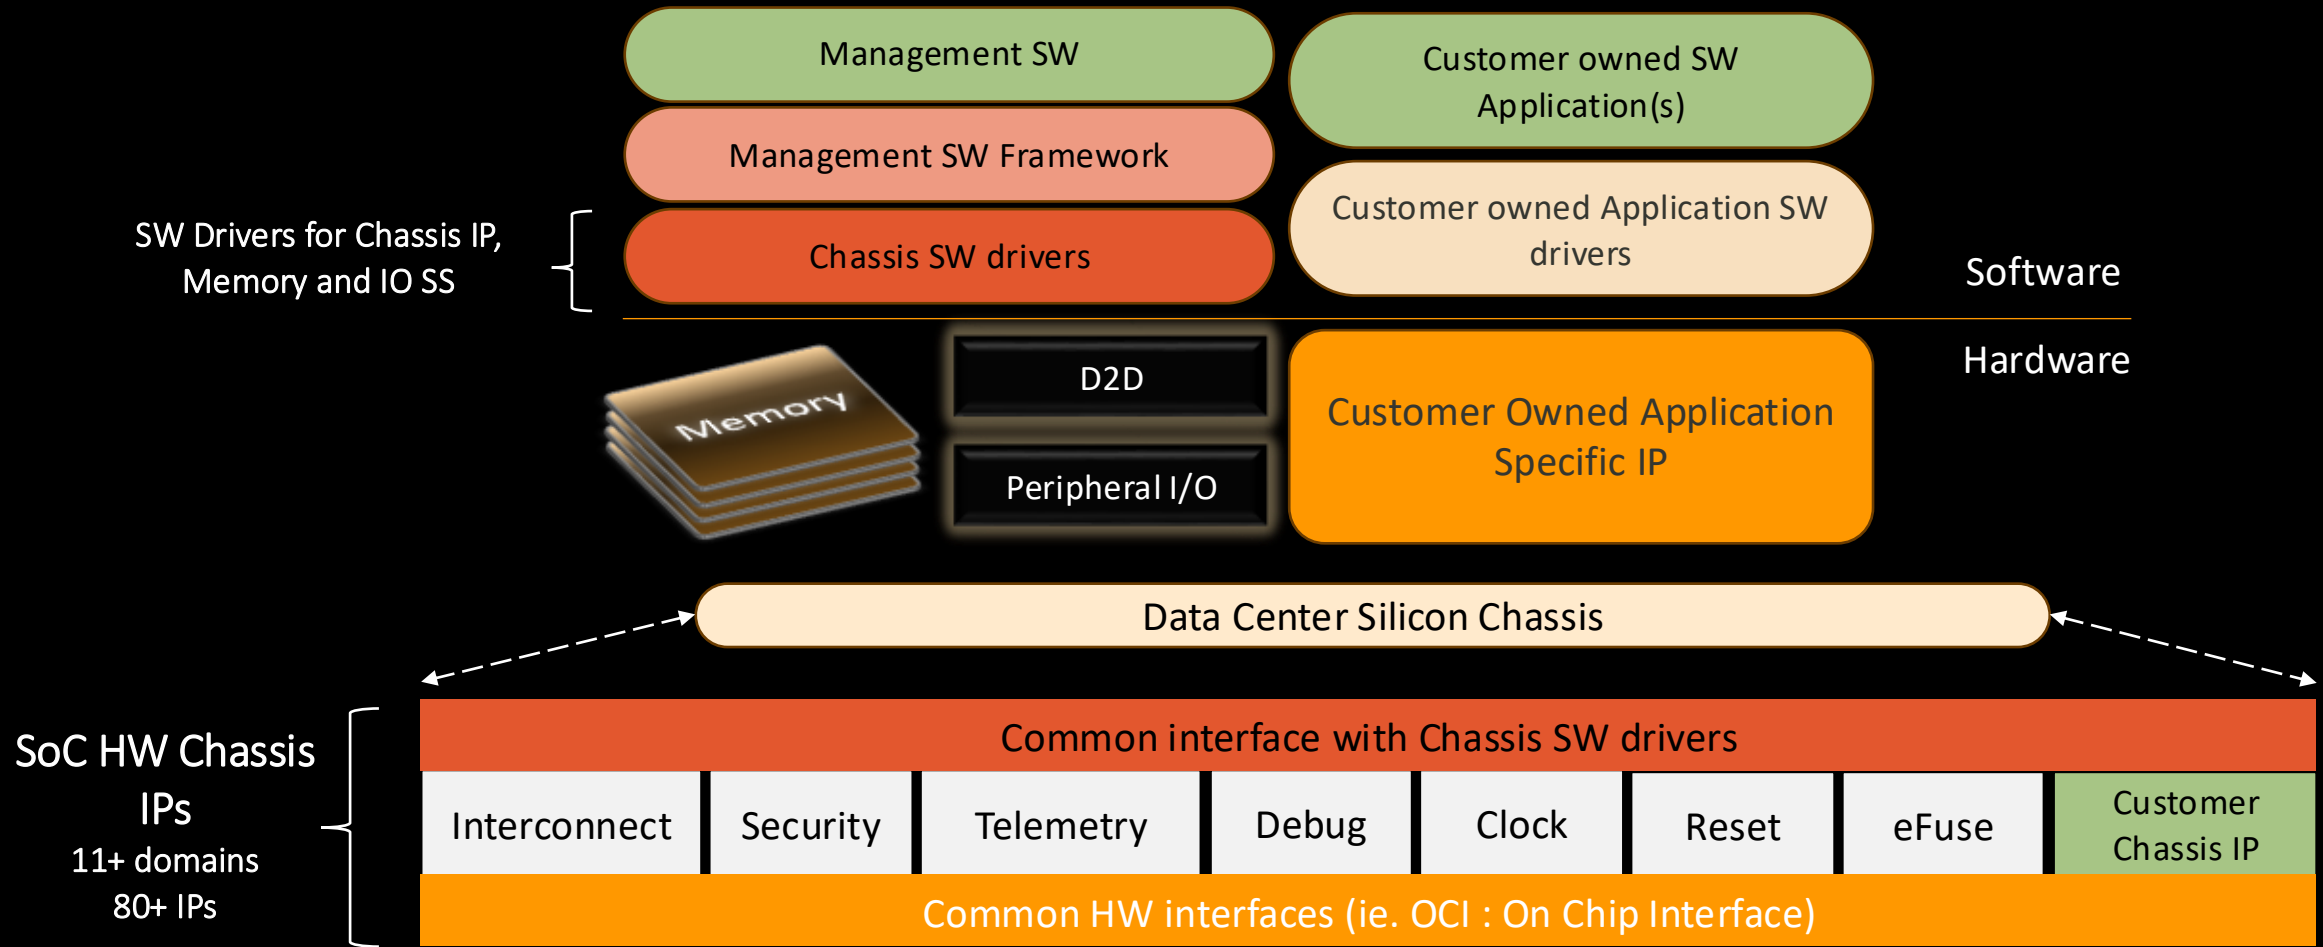 Management SW
Customer owned SW
Application(s)
Management SW Framework
Customer owned Application SW
drivers
SW Drivers for Chassis IP,
Memory and IO SS
Chassis SW drivers
Software
Hardware
Memory
D2D
Peripheral I/O
Customer Owned Application
Specific IP
Data Center Silicon Chassis
SoC HW Chassis
IPs
11+ domains
80+ IPs
Common interface with Chassis SW drivers
Interconnect
Security
Telemetry
Debug
Clock
Reset
eFuse
Customer
Chassis IP
Common HW interfaces (ie. OCI : On Chip Interface)